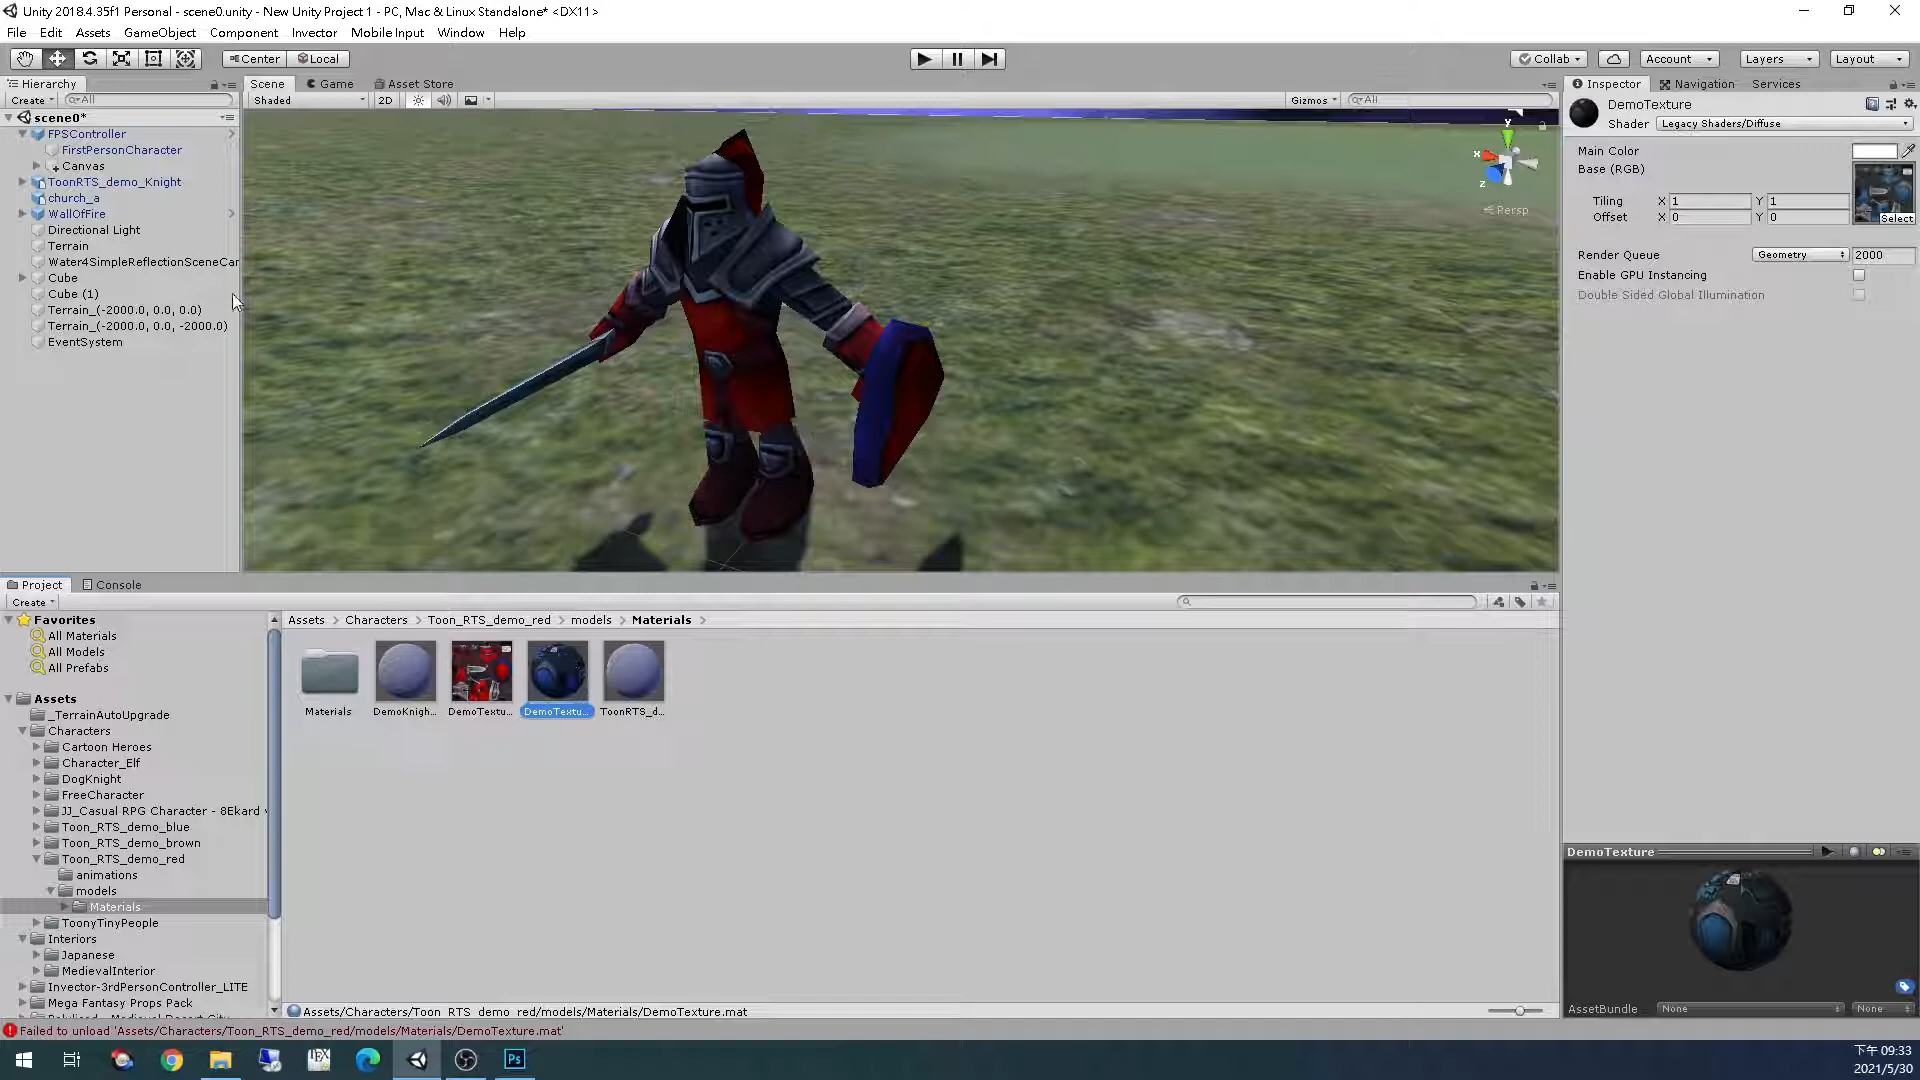 Unity 2018.4.35f1 Personal - scene0.unity - New Unity Project 1 - PC, Mac & Linux Standalone* <DX11>
File Edit Assets GameObject Component Invector Mobile Input Window Help
Center Local Collab Account Layers Layout
Hierarchy Scene Game Asset Store Inspector Navigation Services
Create All Shaded 2D Gizmos All
DemoTexture
Shader Legacy Shaders/Diffuse
scene0*
FPSController
FirstPersonCharacter
Canvas
ToonRTS_demo_Knight
church_a
WallOfFire
Directional Light
Terrain
Water4SimpleReflectionSceneCar
Cube
Cube (1)
Terrain_(-2000.0, 0.0, 0.0)
Terrain_(-2000.0, 0.0, -2000.0)
EventSystem
y
x
z
Persp
Main Color
Base (RGB)
Tiling X 1 Y 1
Offset X 0 Y 0
Select
Render Queue Geometry 2000
Enable GPU Instancing
Double Sided Global Illumination
Project Console
Create
Favorites
All Materials
All Models
All Prefabs
Assets
_TerrainAutoUpgrade
Characters
Cartoon Heroes
Character_Elf
DogKnight
FreeCharacter
JJ_Casual RPG Character - 8Ekard
Toon_RTS_demo_blue
Toon_RTS_demo_brown
Toon_RTS_demo_red
animations
models
Materials
ToonyTinyPeople
Interiors
Japanese
MedievalInterior
Invector-3rdPersonController_LITE
Mega Fantasy Props Pack
Assets Characters Toon_RTS_demo_red models Materials
Materials DemoKnigh... DemoTextu... DemoTextu... ToonRTS_d...
Assets/Characters/Toon_RTS_demo_red/models/Materials/DemoTexture.mat
DemoTexture
AssetBundle None None
Failed to unload 'Assets/Characters/Toon_RTS_demo_red/models/Materials/DemoTexture.mat'
TEX
Ps
下午 09:33
2021/5/30